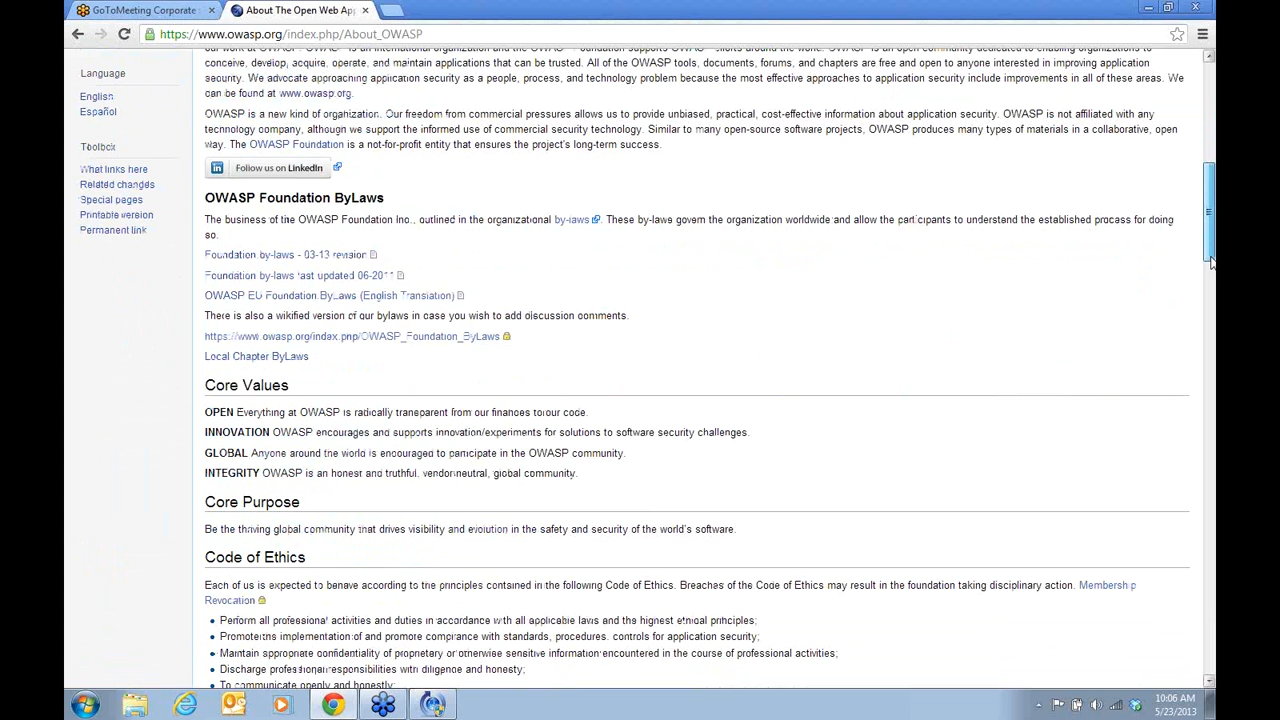 GoToMeeting Corporate
About The Open Web App
https://www.owasp.org/index.php/About_OWASP
Language
English
Español
Toolbox
What links here
Related changes
Special pages
Printable version
Permanent link
our work at OWASP. OWASP is an international organization and the OWASP Foundation supports OWASP efforts around the world. OWASP is an open community dedicated to enabling organizations to
conceive, develop, acquire, operate, and maintain applications that can be trusted. All of the OWASP tools, documents, forums, and chapters are free and open to anyone interested in improving application
security. We advocate approaching application security as a people, process, and technology problem because the most effective approaches to application security include improvements in all of these areas. We
can be found at www.owasp.org.
OWASP is a new kind of organization. Our freedom from commercial pressures allows us to provide unbiased, practical, cost-effective information about application security. OWASP is not affiliated with any
technology company, although we support the informed use of commercial security technology. Similar to many open-source software projects, OWASP produces many types of materials in a collaborative, open
way. The OWASP Foundation is a not-for-profit entity that ensures the project's long-term success.
in Follow us on LinkedIn
OWASP Foundation ByLaws
The business of the OWASP Foundation Inc., outlined in the organizational by-laws. These by-laws govern the organization worldwide and allow the participants to understand the established process for doing
so.
Foundation by-laws - 03-13 revision
Foundation by-laws last updated 06-2011
OWASP EU Foundation ByLaws (English Translation)
There is also a wikified version of our bylaws in case you wish to add discussion comments.
https://www.owasp.org/index.php/OWASP_Foundation_ByLaws
Local Chapter ByLaws
Core Values
OPEN Everything at OWASP is radically transparent from our finances to our code.
INNOVATION OWASP encourages and supports innovation/experiments for solutions to software security challenges.
GLOBAL Anyone around the world is encouraged to participate in the OWASP community.
INTEGRITY OWASP is an honest and truthful, vendor neutral, global community.
Core Purpose
Be the thriving global community that drives visibility and evolution in the safety and security of the world's software.
Code of Ethics
Each of us is expected to behave according to the principles contained in the following Code of Ethics. Breaches of the Code of Ethics may result in the foundation taking disciplinary action. Membership
Revocation
Perform all professional activities and duties in accordance with all applicable laws and the highest ethical principles;
Promote the implementation of and promote compliance with standards, procedures, controls for application security;
Maintain appropriate confidentiality of proprietary or otherwise sensitive information encountered in the course of professional activities;
Discharge professional responsibilities with diligence and honesty;
To communicate openly and honestly;
10:06 AM
5/23/2013